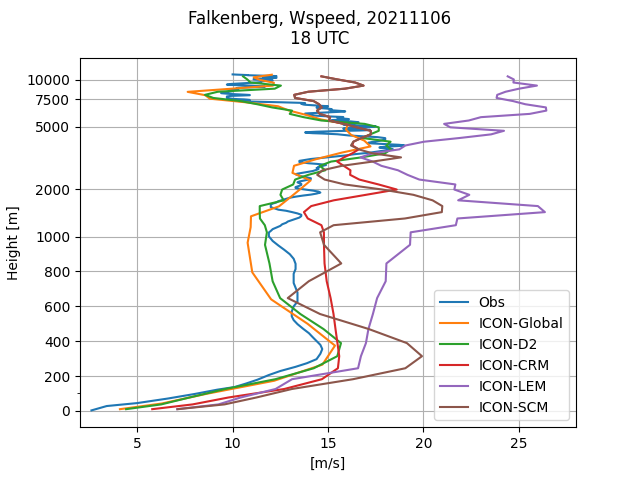 Falkenberg, Wspeed, 20211106
18 UTC
Height [m]
10000
7500
5000
2000
1000
800
600
400
200
0
5
10
15
20
25
[m/s]
Obs
ICON-Global
ICON-D2
ICON-CRM
ICON-LEM
ICON-SCM